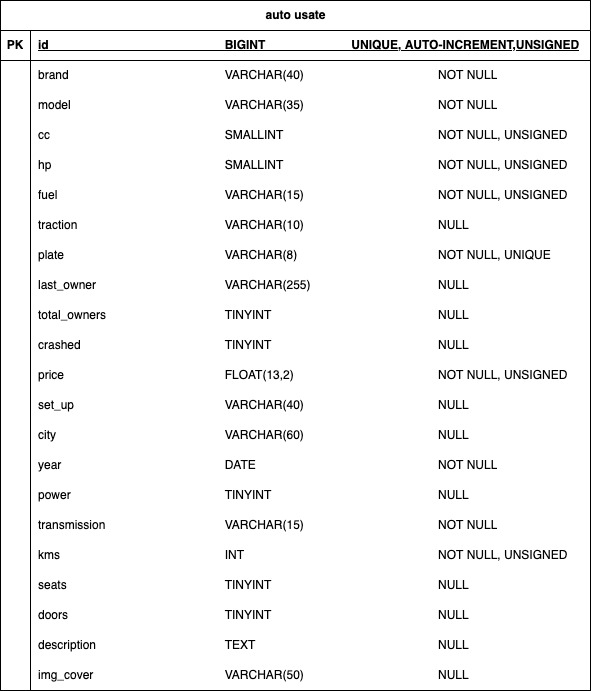 auto usate
PK id BIGINT UNIQUE, AUTO-INCREMENT,UNSIGNED
brand VARCHAR(40) NOT NULL
model VARCHAR(35) NOT NULL
cc SMALLINT NOT NULL, UNSIGNED
hp SMALLINT NOT NULL, UNSIGNED
fuel VARCHAR(15) NOT NULL, UNSIGNED
traction VARCHAR(10) NULL
plate VARCHAR(8) NOT NULL, UNIQUE
last_owner VARCHAR(255) NULL
total_owners TINYINT NULL
crashed TINYINT NULL
price FLOAT(13,2) NOT NULL, UNSIGNED
set_up VARCHAR(40) NULL
city VARCHAR(60) NULL
year DATE NOT NULL
power TINYINT NULL
transmission VARCHAR(15) NOT NULL
kms INT NOT NULL, UNSIGNED
seats TINYINT NULL
doors TINYINT NULL
description TEXT NULL
img_cover VARCHAR(50) NULL